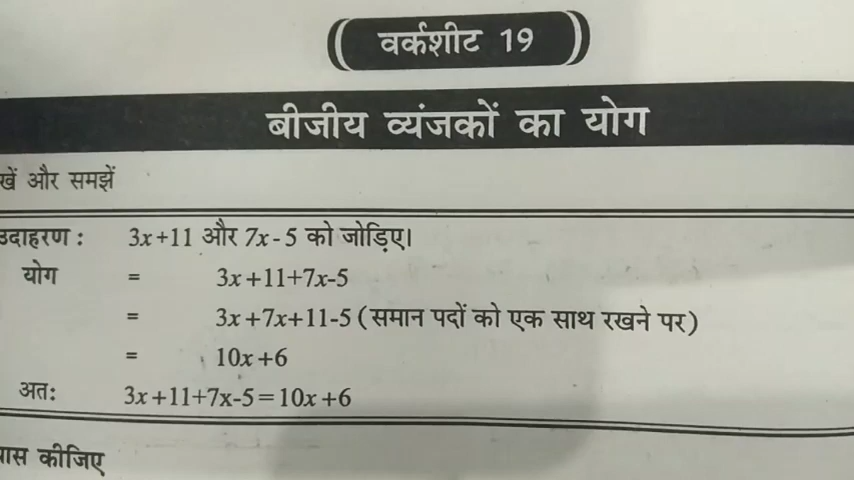 वर्कशीट 19
बीजीय व्यंजकों का योग
खें और समझें
उदाहरण : 3x+11 और 7x-5 को जोड़िए।
योग = 3x+11+7x-5
= 3x+7x+11-5 (समान पदों को एक साथ रखने पर)
= 10x+6
अतः 3x+11+7x-5=10x+6
कीजिए